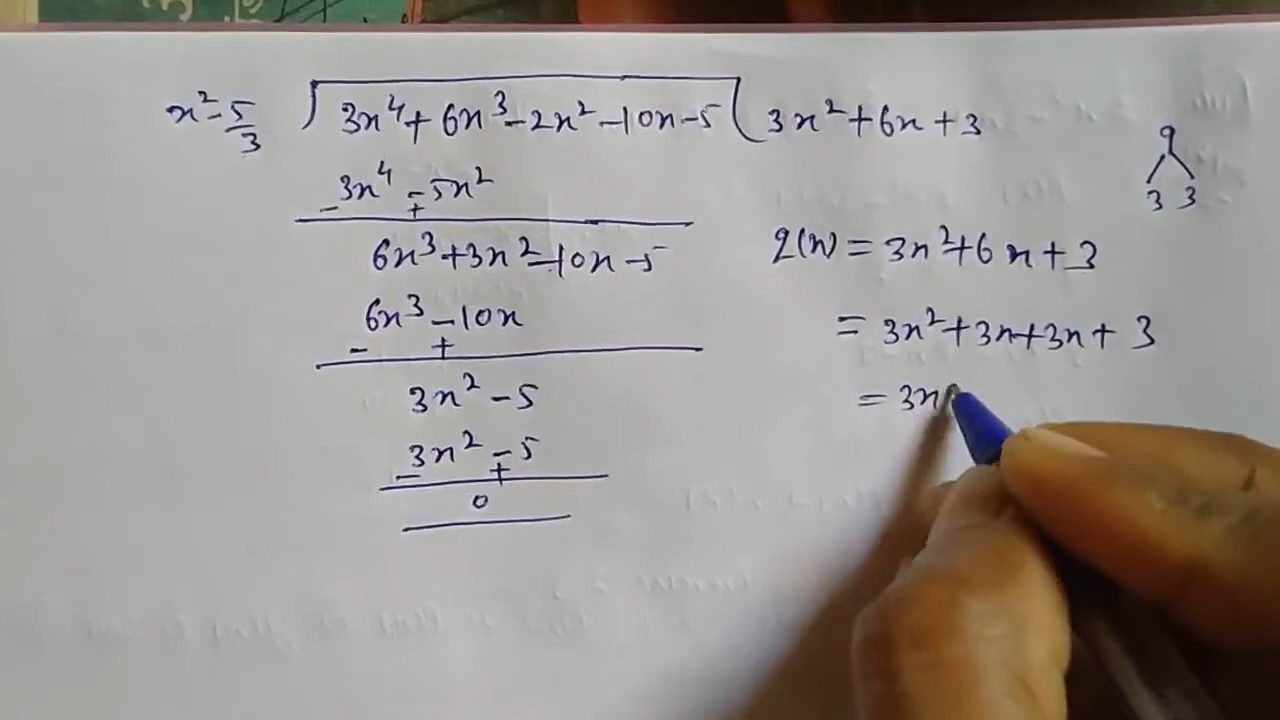 x² - 5/3 ) 3x⁴ + 6x³ - 2x² - 10x - 5 ( 3x² + 6x + 3
3x⁴ - 5x²
- +
6x³ + 3x² - 10x - 5
6x³ - 10x
- +
3x² - 5
3x² - 5
- +
0
9
3 3
q(x) = 3x² + 6x + 3
= 3x² + 3x + 3x + 3
= 3x